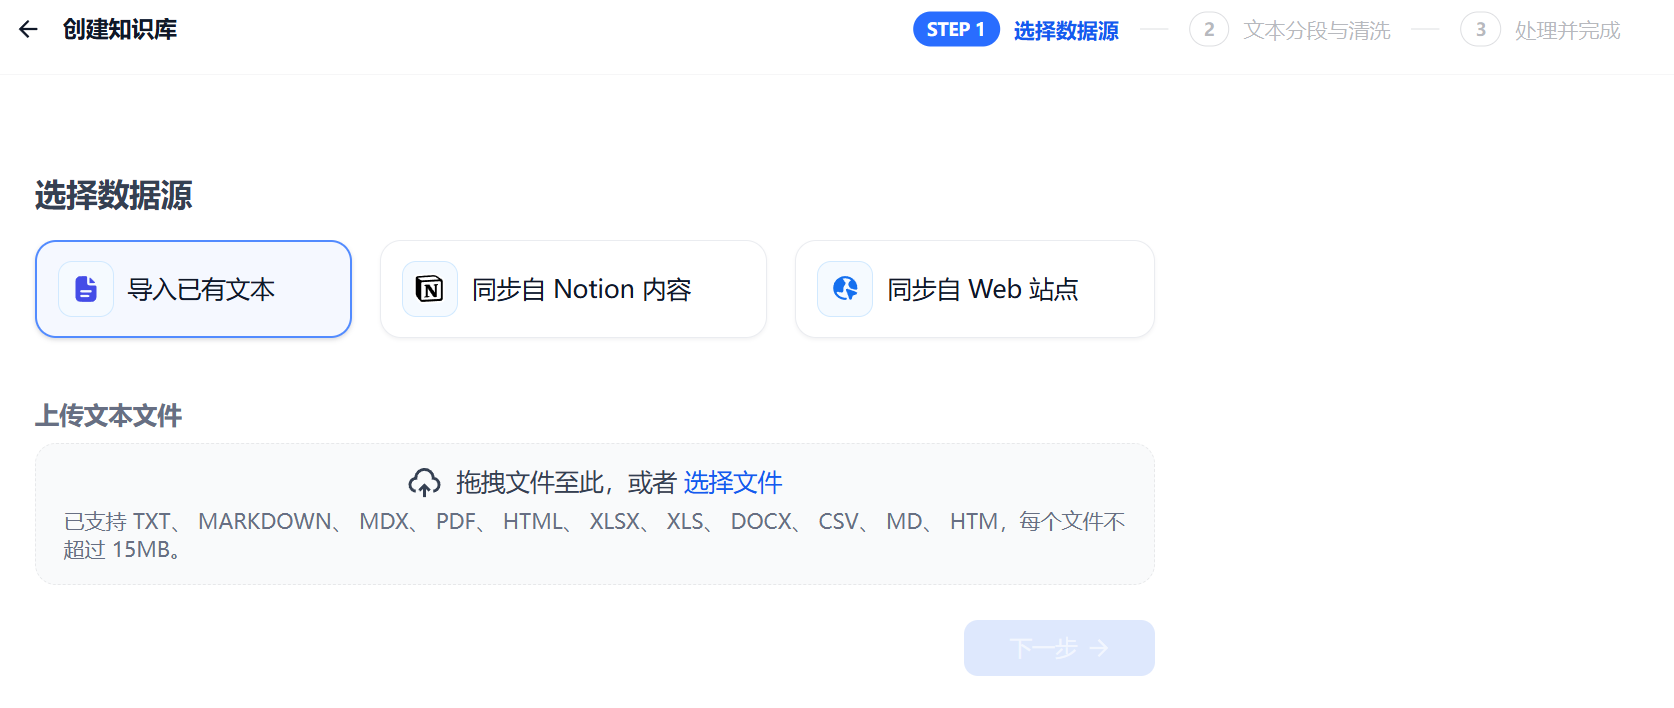 创建知识库
STEP 1 选择数据源 2 文本分段与清洗 3 处理并完成
选择数据源
导入已有文本
同步自 Notion 内容
同步自 Web 站点
上传文本文件
拖拽文件至此，或者 选择文件
已支持 TXT、 MARKDOWN、 MDX、 PDF、 HTML、 XLSX、 XLS、 DOCX、 CSV、 MD、 HTM，每个文件不
超过 15MB。
下一步